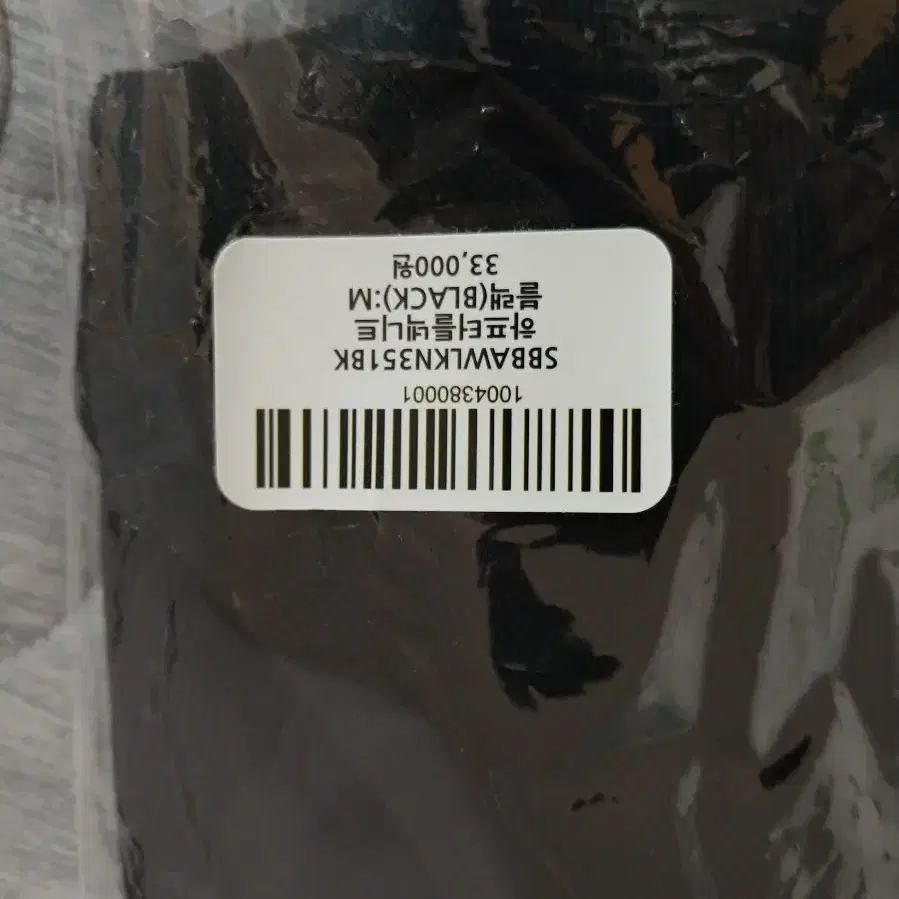 1004380001
SBBAWLKN351BK
하프터틀넥니트
블랙(BLACK):M
33,000원